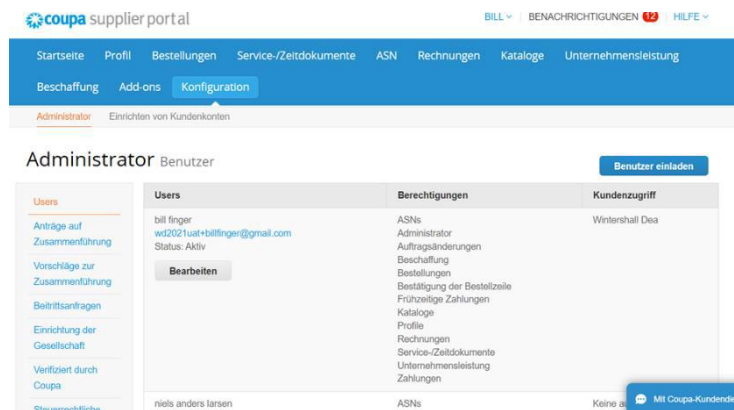 coupa supplier portal
BILL BENACHRICHTIGUNGEN 12 HILFE
Startseite Profil Bestellungen Service-/Zeitdokumente ASN Rechnungen Kataloge Unternehmensleistung
Beschaffung Add-ons Konfiguration
Administrator Einrichten von Kundenkonten
Administrator Benutzer
Benutzer einladen
Users
Anträge auf
Zusammenführung
Vorschläge zur
Zusammenführung
Beitrittsanfragen
Einrichtung der
Gesellschaft
Verifiziert durch
Coupa
Steuerrechtliche
Users Berechtigungen Kundenzugriff
bill finger
wd2021uat+billfinger@gmail.com
Status: Aktiv
Bearbeiten
ASNs
Administrator
Auftragsänderungen
Beschaffung
Bestellungen
Bestätigung der Bestellzeile
Frühzeitige Zahlungen
Kataloge
Profile
Rechnungen
Service-/Zeitdokumente
Unternehmensleistung
Zahlungen
Wintershall Dea
niels anders larsen ASNs Keine
Mit Coupa-Kundendie